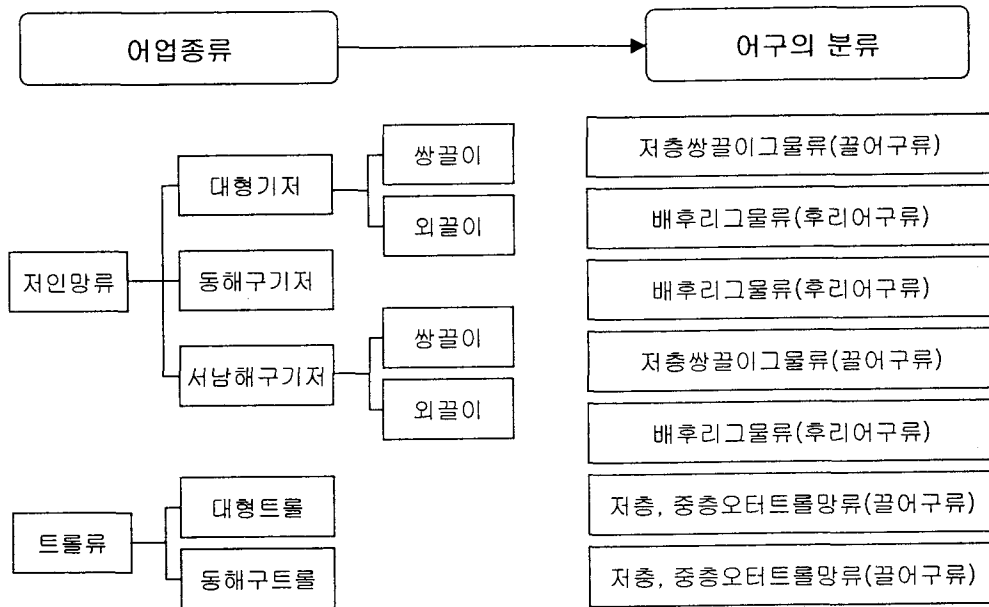 어업종류
어구의 분류
쌍끌이
저층쌍끌이그물류(끌어구류)
대형기저
외끌이
배후리그물류(후리어구류)
저인망류
동해구기저
배후리그물류(후리어구류)
쌍끌이
저층쌍끌이그물류(끌어구류)
서남해구기저
외끌이
배후리그물류(후리어구류)
대형트롤
저층, 중층오터트롤망류(끌어구류)
트롤류
동해구트롤
저층, 중층오터트롤망류(끌어구류)